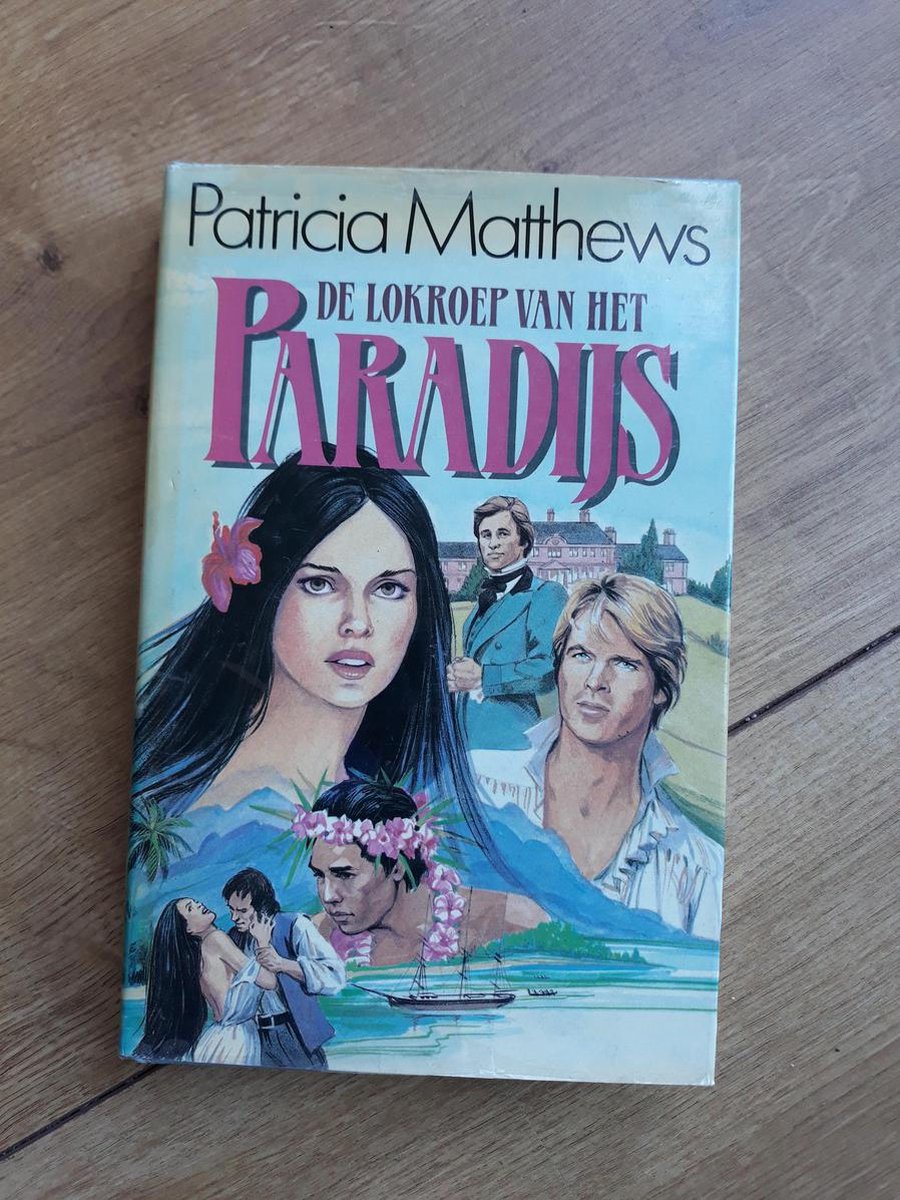 Patricia Matthews
DE LOKROEP VAN HET
PARADIJS